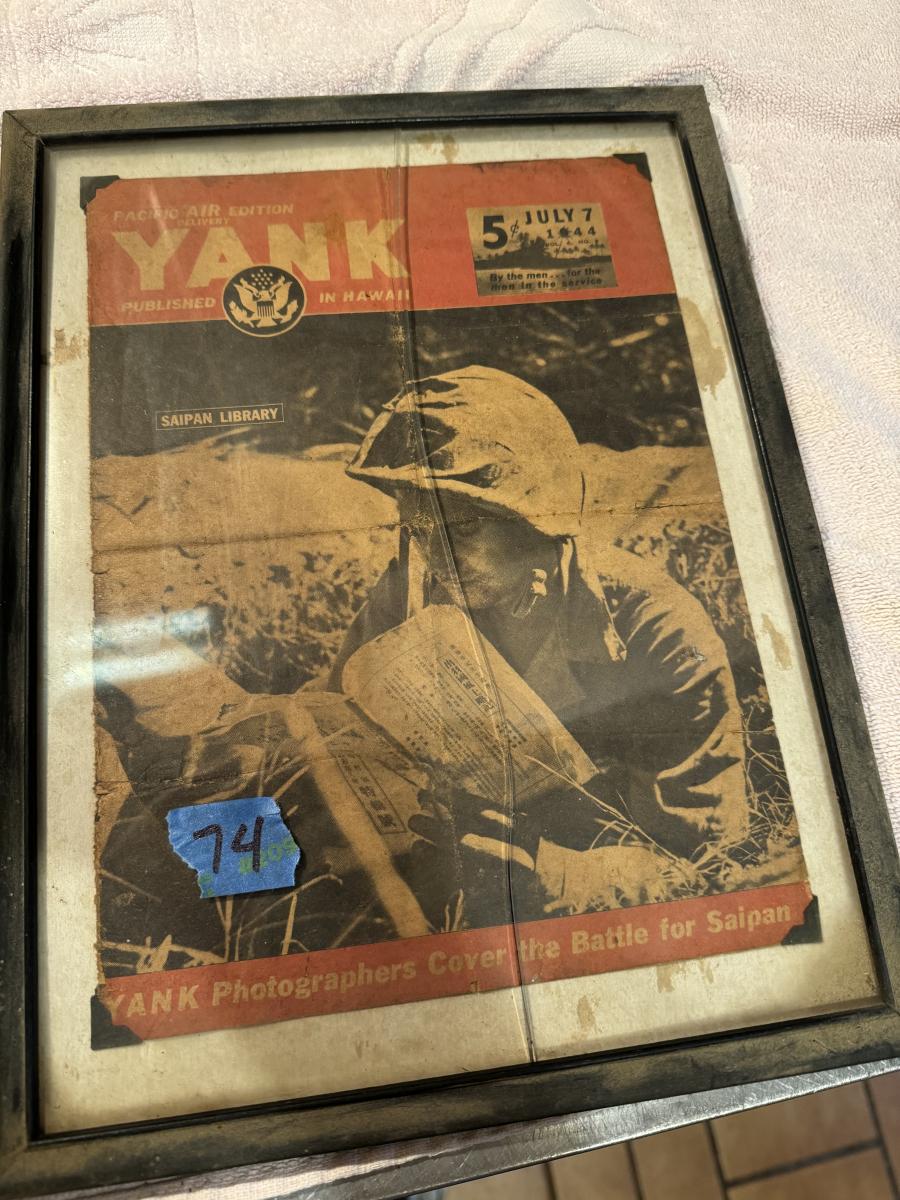 PACIFIC AIR EDITION
DELIVERY
YANK
PUBLISHED IN HAWAII
5¢ JULY 7
1944
VOL.
By the men...for the
men in the service
SAIPAN LIBRARY
74
YANK Photographers Cover the Battle for Saipan